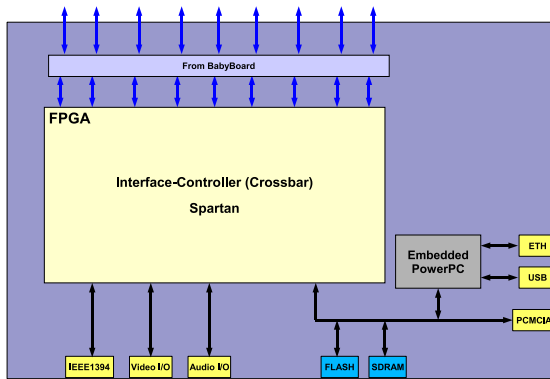 From BabyBoard
FPGA
Interface-Controller (Crossbar)
Spartan
Embedded
PowerPC
ETH
USB
PCMCIA
IEEE1394
Video I/O
Audio I/O
FLASH
SDRAM